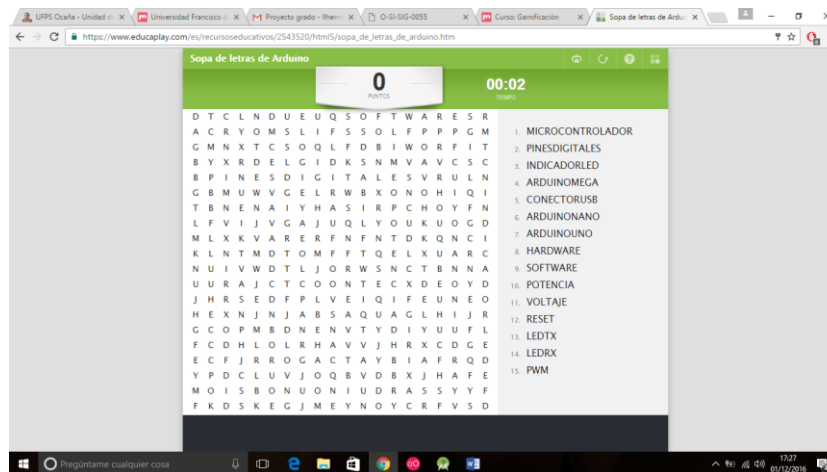 UFPS Ocaña - Unidad di
Universidad Francisco d
Proyecto grado - lhern
O-SI-SIG-0055
Curso: Gamificación
Sopa de letras de Ardui
https://www.educaplay.com/es/recursoseducativos/2543520/html5/sopa_de_letras_de_arduino.htm
Sopa de letras de Arduino
0
PUNTOS
00:02
TIEMPO
D T C L N D U E U Q S O F T W A R E S R
A C R Y O M S L I F S S O L F P P P G M
G M N X T C S O Q L F D B I W O R F I T
B Y X R D E L G I D K S N M V A V C S C
B P I N E S D I G I T A L E S V R U L N
G B M U W V G E L R W B X O N O H I Q I
T B N E N A I Y H A S I R P C H O Y F N
L F V I J V G A J U Q L Y O U K U O G D
M L X K V A R E R F N F N T D K Q N C I
K L N T M D T O M F F T Q E L X U A R C
N U I V W D T L J O R W S N C T B N N A
U U R A J C T C O O N T E C X D E O Y D
J H R S E D F P L V E I Q I F E U N E O
H E X N J N J A B S A Q U A G L H I J R
G C O P M B D N E N V T Y D I Y U U F L
F C D H L O L R H A V V J H R X C D G E
E C F J R R O G A C T A Y B I A F R Q D
Y P D C L U V J O Q B V D B X J H A F E
M O I S B O N U O N I U D R A S S Y Y F
F K D S K E G J M E Y N O Y C R F V S D
1. MICROCONTROLADOR
2. PINESDIGITALES
3. INDICADORLED
4. ARDUINOMEGA
5. CONECTORUSB
6. ARDUINONANO
7. ARDUINOUNO
8. HARDWARE
9. SOFTWARE
10. POTENCIA
11. VOLTAJE
12. RESET
13. LEDTX
14. LEDRX
15. PWM
Pregúntame cualquier cosa
17:27
01/12/2016